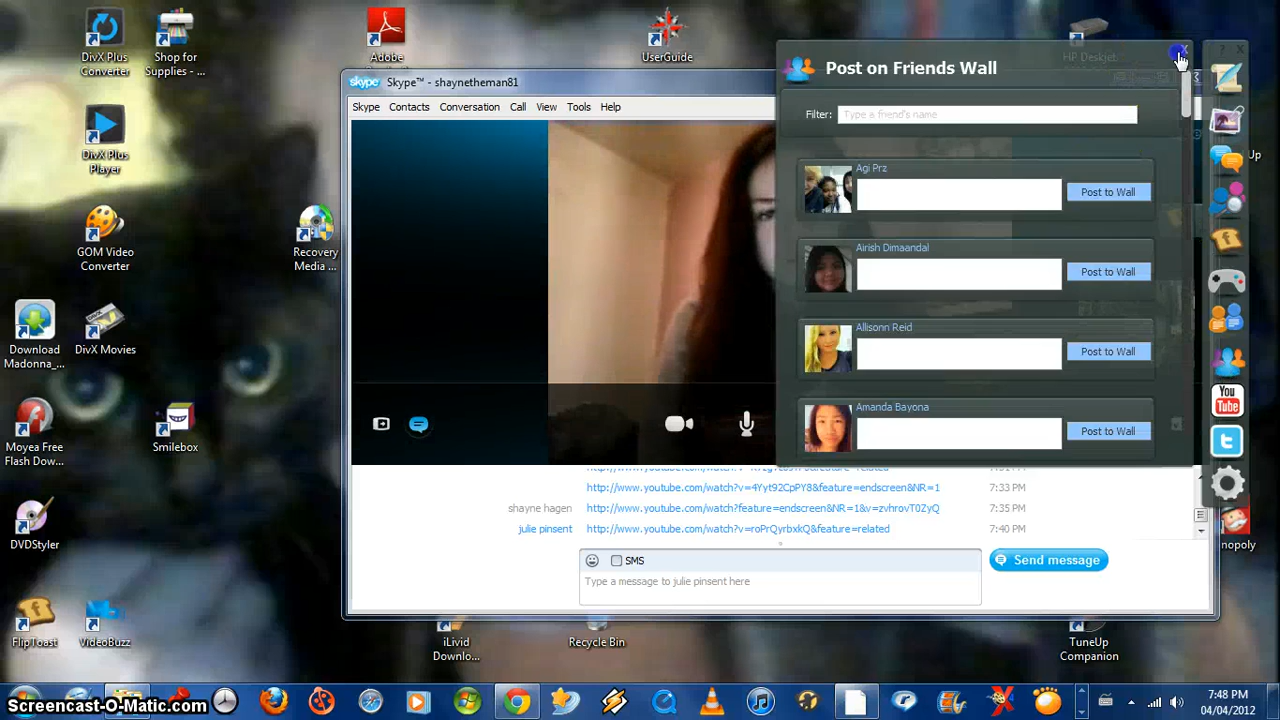 DivX Plus
Converter
Shop for
Supplies - ...
Adobe
UserGuide
HP Deskjet
DivX Plus
Player
GOM Video
Converter
Recovery
Media ...
Download
Madonna_...
DivX Movies
Moyea Free
Flash Dow...
Smilebox
DVDStyler
FlipToast
VideoBuzz
iLivid
Downlo...
Recycle Bin
TuneUp
Companion
Up
onopoly
Skype™ - shaynetheman81
Skype Contacts Conversation Call View Tools Help
Post on Friends Wall
Filter: Type a friend's name
Agi Prz
Post to Wall
Airish Dimaandal
Post to Wall
Allisonn Reid
Post to Wall
Amanda Bayona
Post to Wall
You
Tube
http://www.youtube.com/watch?v=4Yyt92CpPY8&feature=endscreen&NR=1 7:33 PM
shayne hagen http://www.youtube.com/watch?feature=endscreen&NR=1&v=zvhrovT0ZyQ 7:35 PM
julie pinsent http://www.youtube.com/watch?v=roPrQyrbxkQ&feature=related 7:40 PM
SMS
Type a message to julie pinsent here
Send message
Screencast-O-Matic.com
7:48 PM
04/04/2012